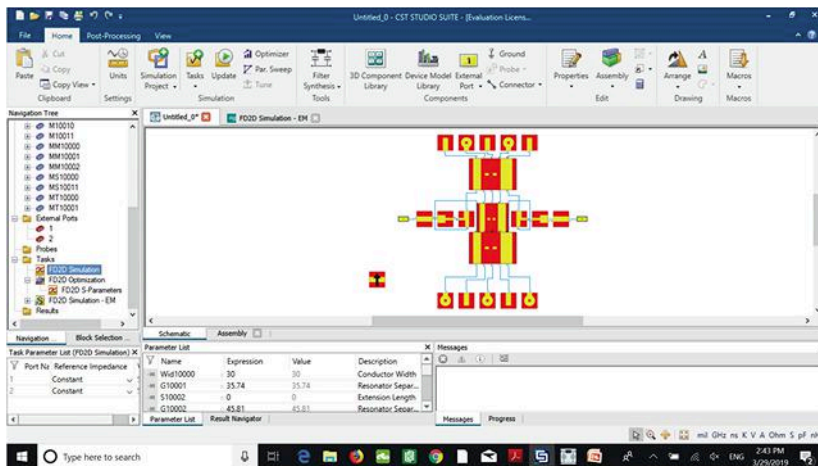 Untitled_0 - CST STUDIO SUITE - [Evaluation Licens...
File Home Post-Processing View
Paste
Cut
Copy
Copy View
Clipboard
Units
Settings
Simulation Project
Tasks
Update
Optimizer
Par. Sweep
Tune
Simulation
Filter Synthesis
Tools
3D Component Library
Device Model Library
External Port
Ground
Probe
Connector
Components
Properties
Assembly
Edit
Arrange
Drawing
Macros
Macros
Navigation Tree
M10010
M10011
MM10000
MM10001
MM10002
MS10000
MS10011
MT10000
MT10001
External Ports
1
2
Probes
Tasks
FD2D Simulation
FD2D Optimization
FD2D S-Parameters
FD2D Simulation - EM
Results
Navigation ... Block Selection ...
Untitled_0* FD2D Simulation - EM
Schematic Assembly
Task Parameter List (FD2D Simulation)
Port Na Reference Impedance
1 Constant
2 Constant
Parameter List
Name Expression Value Description
Wid10000 30 30 Conductor Width
G10001 35.74 35.74 Resonator Separ...
S10002 0 0 Extension Length
G10002 45.81 45.81 Resonator Separ...
Parameter List Result Navigator
Messages
Messages Progress
mil GHz ns K V A Ohm S pF nH
Type here to search
ENG
2:43 PM
3/29/2019